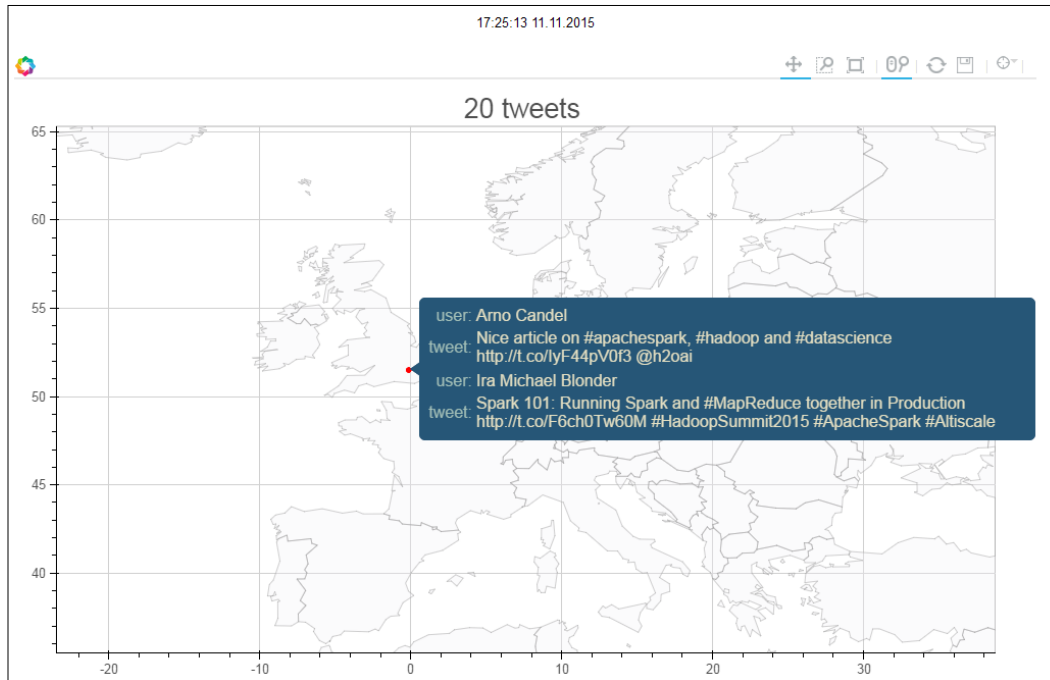 17:25:13 11.11.2015
20 tweets
65
60
55
50
45
40
user: Arno Candel
tweet: Nice article on #apachespark, #hadoop and #datascience
http://t.co/IyF44pV0f3 @h2oai
user: Ira Michael Blonder
tweet: Spark 101: Running Spark and #MapReduce together in Production
http://t.co/F6ch0Tw60M #HadoopSummit2015 #ApacheSpark #Altiscale
-20 -10 0 10 20 30